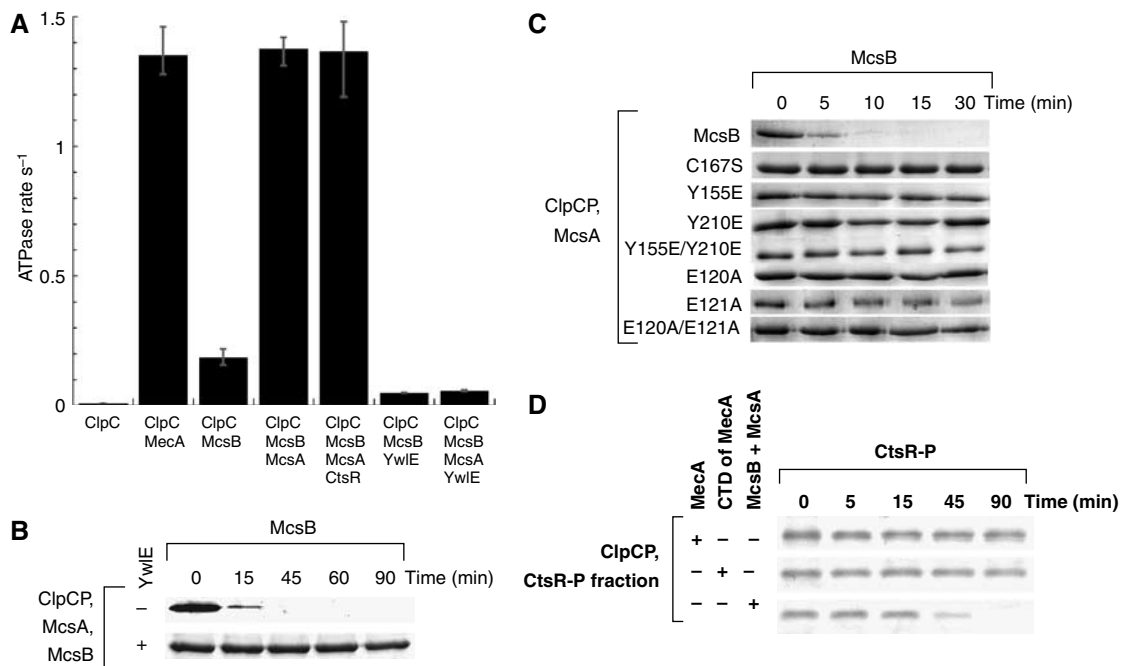 A
ATPase rate s⁻¹
1.5
1
0.5
0
ClpC
ClpC MecA
ClpC McsB
ClpC McsB McsA
ClpC McsB McsA CtsR
ClpC McsB YwlE
ClpC McsB McsA YwlE
B
McsB
YwlE
0 15 45 60 90 Time (min)
ClpCP, McsA, McsB
–
+
C
McsB
0 5 10 15 30 Time (min)
ClpCP, McsA
McsB
C167S
Y155E
Y210E
Y155E/Y210E
E120A
E121A
E120A/E121A
D
MecA
CTD of MecA
McsB + McsA
CtsR-P
0 5 15 45 90 Time (min)
ClpCP, CtsR-P fraction
+ – –
– + –
– – +